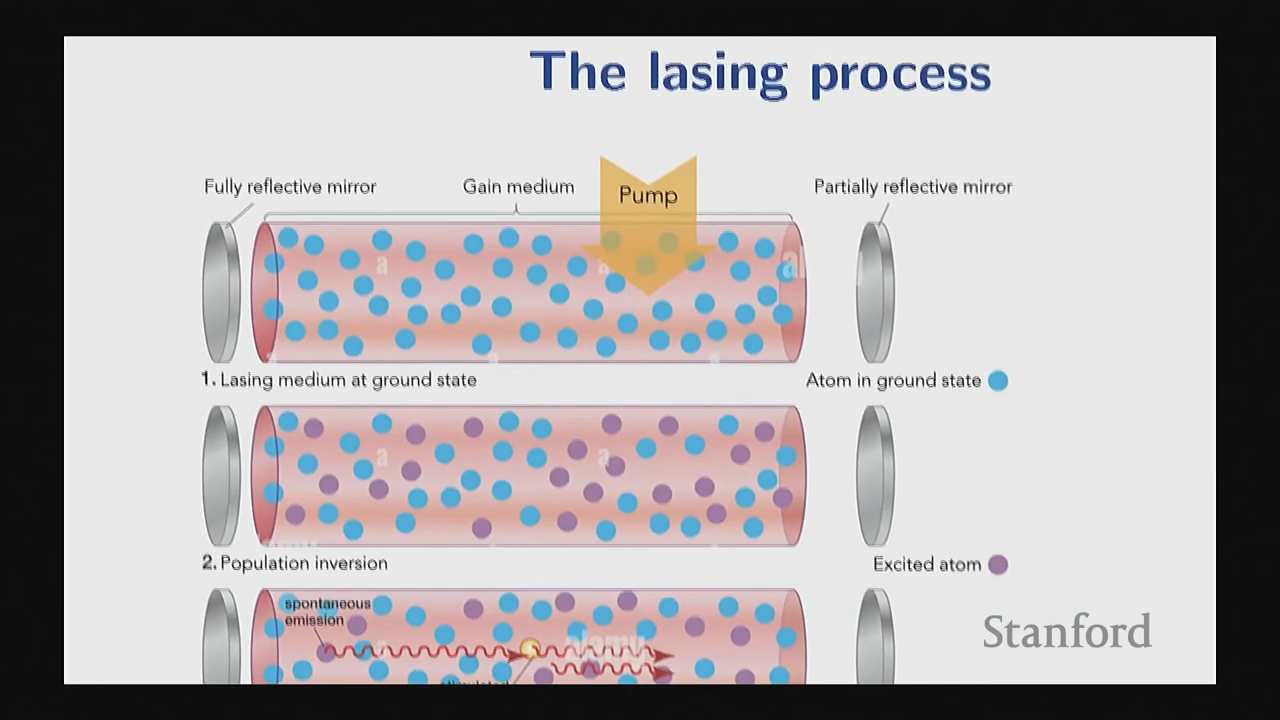 The lasing process
Fully reflective mirror
Gain medium
Pump
Partially reflective mirror
a
a
1. Lasing medium at ground state
Atom in ground state
a
a
2. Population inversion
Excited atom
spontaneous
emission
alamy
Stanford